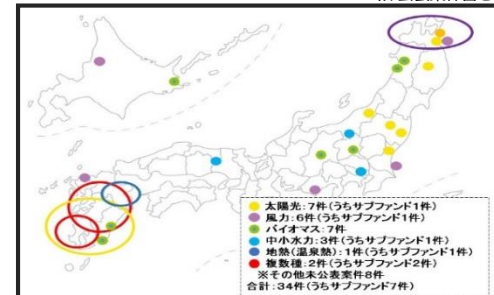 太陽光:7件(うちサブファンド1件)
風力:6件(うちサブファンド1件)
バイオマス:7件
中小水力:3件(うちサブファンド1件)
地熱(温泉熱):1件(うちサブファンド1件)
複数種:2件(うちサブファンド2件)
※その他未公表案件8件
合計:34件(うちサブファンド7件)